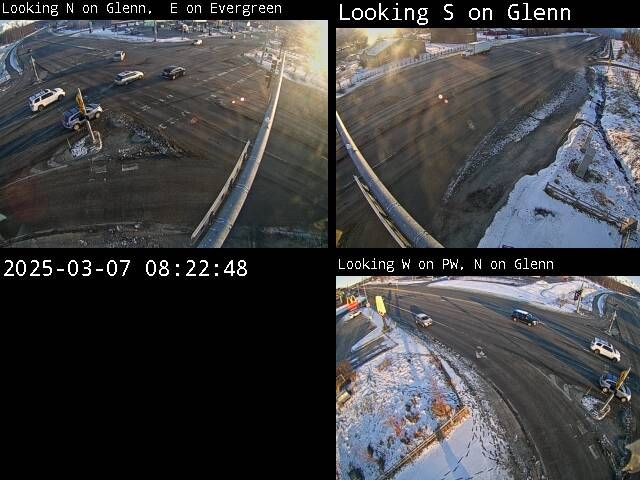 Looking N on Glenn, E on Evergreen
Looking S on Glenn
2025-03-07 08:22:48
Looking W on PW, N on Glenn